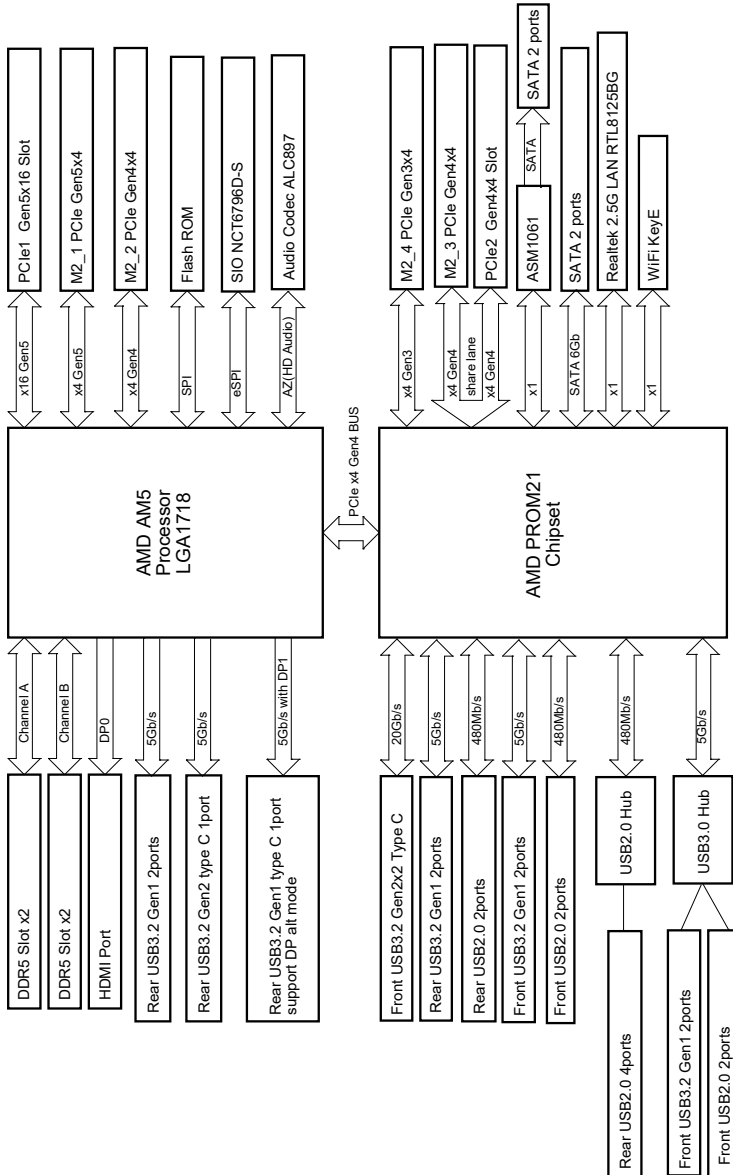 DDR5 Slot x2
Channel A
DDR5 Slot x2
Channel B
HDMI Port
DP0
Rear USB3.2 Gen1 2ports
5Gb/s
Rear USB3.2 Gen2 type C 1port
5Gb/s
Rear USB3.2 Gen1 type C 1port
support DP alt mode
5Gb/s with DP1
AMD AM5
Processor
LGA1718
x16 Gen5
PCIe1 Gen5x16 Slot
x4 Gen5
M2_1 PCIe Gen5x4
x4 Gen4
M2_2 PCIe Gen4x4
SPI
Flash ROM
eSPI
SIO NCT6796D-S
AZ(HD Audio)
Audio Codec ALC897
PCIe x4 Gen4 BUS
Front USB3.2 Gen2x2 Type C
20Gb/s
Rear USB3.2 Gen1 2ports
5Gb/s
Rear USB2.0 2ports
480Mb/s
Front USB3.2 Gen1 2ports
5Gb/s
Front USB2.0 2ports
480Mb/s
Rear USB2.0 4ports
USB2.0 Hub
480Mb/s
Front USB3.2 Gen1 2ports
Front USB2.0 2ports
USB3.0 Hub
5Gb/s
AMD PROM21
Chipset
x4 Gen3
M2_4 PCIe Gen3x4
x4 Gen4
M2_3 PCIe Gen4x4
share lane
x4 Gen4
PCIe2 Gen4x4 Slot
x1
ASM1061
SATA
SATA 2 ports
SATA 6Gb
SATA 2 ports
x1
Realtek 2.5G LAN RTL8125BG
x1
WiFi KeyE